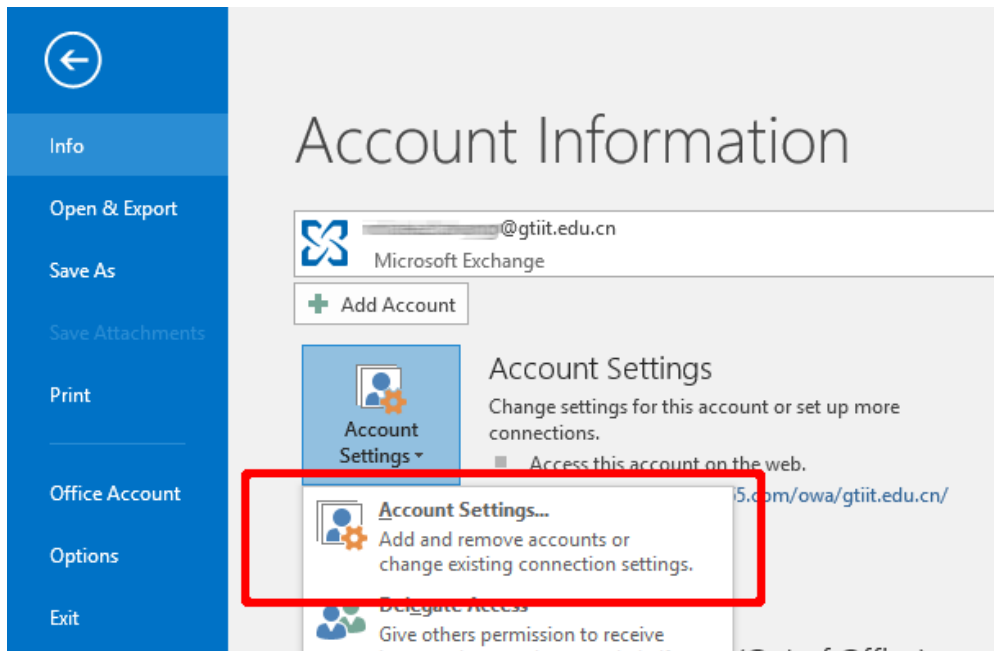 Info
Open & Export
Save As
Save Attachments
Print
Office Account
Options
Exit
Account Information
@gtiit.edu.cn
Microsoft Exchange
Add Account
Account
Settings
Account Settings
Change settings for this account or set up more
connections.
Access this account on the web.
5.com/owa/gtiit.edu.cn/
Account Settings...
Add and remove accounts or
change existing connection settings.
Delegate Access
Give others permission to receive